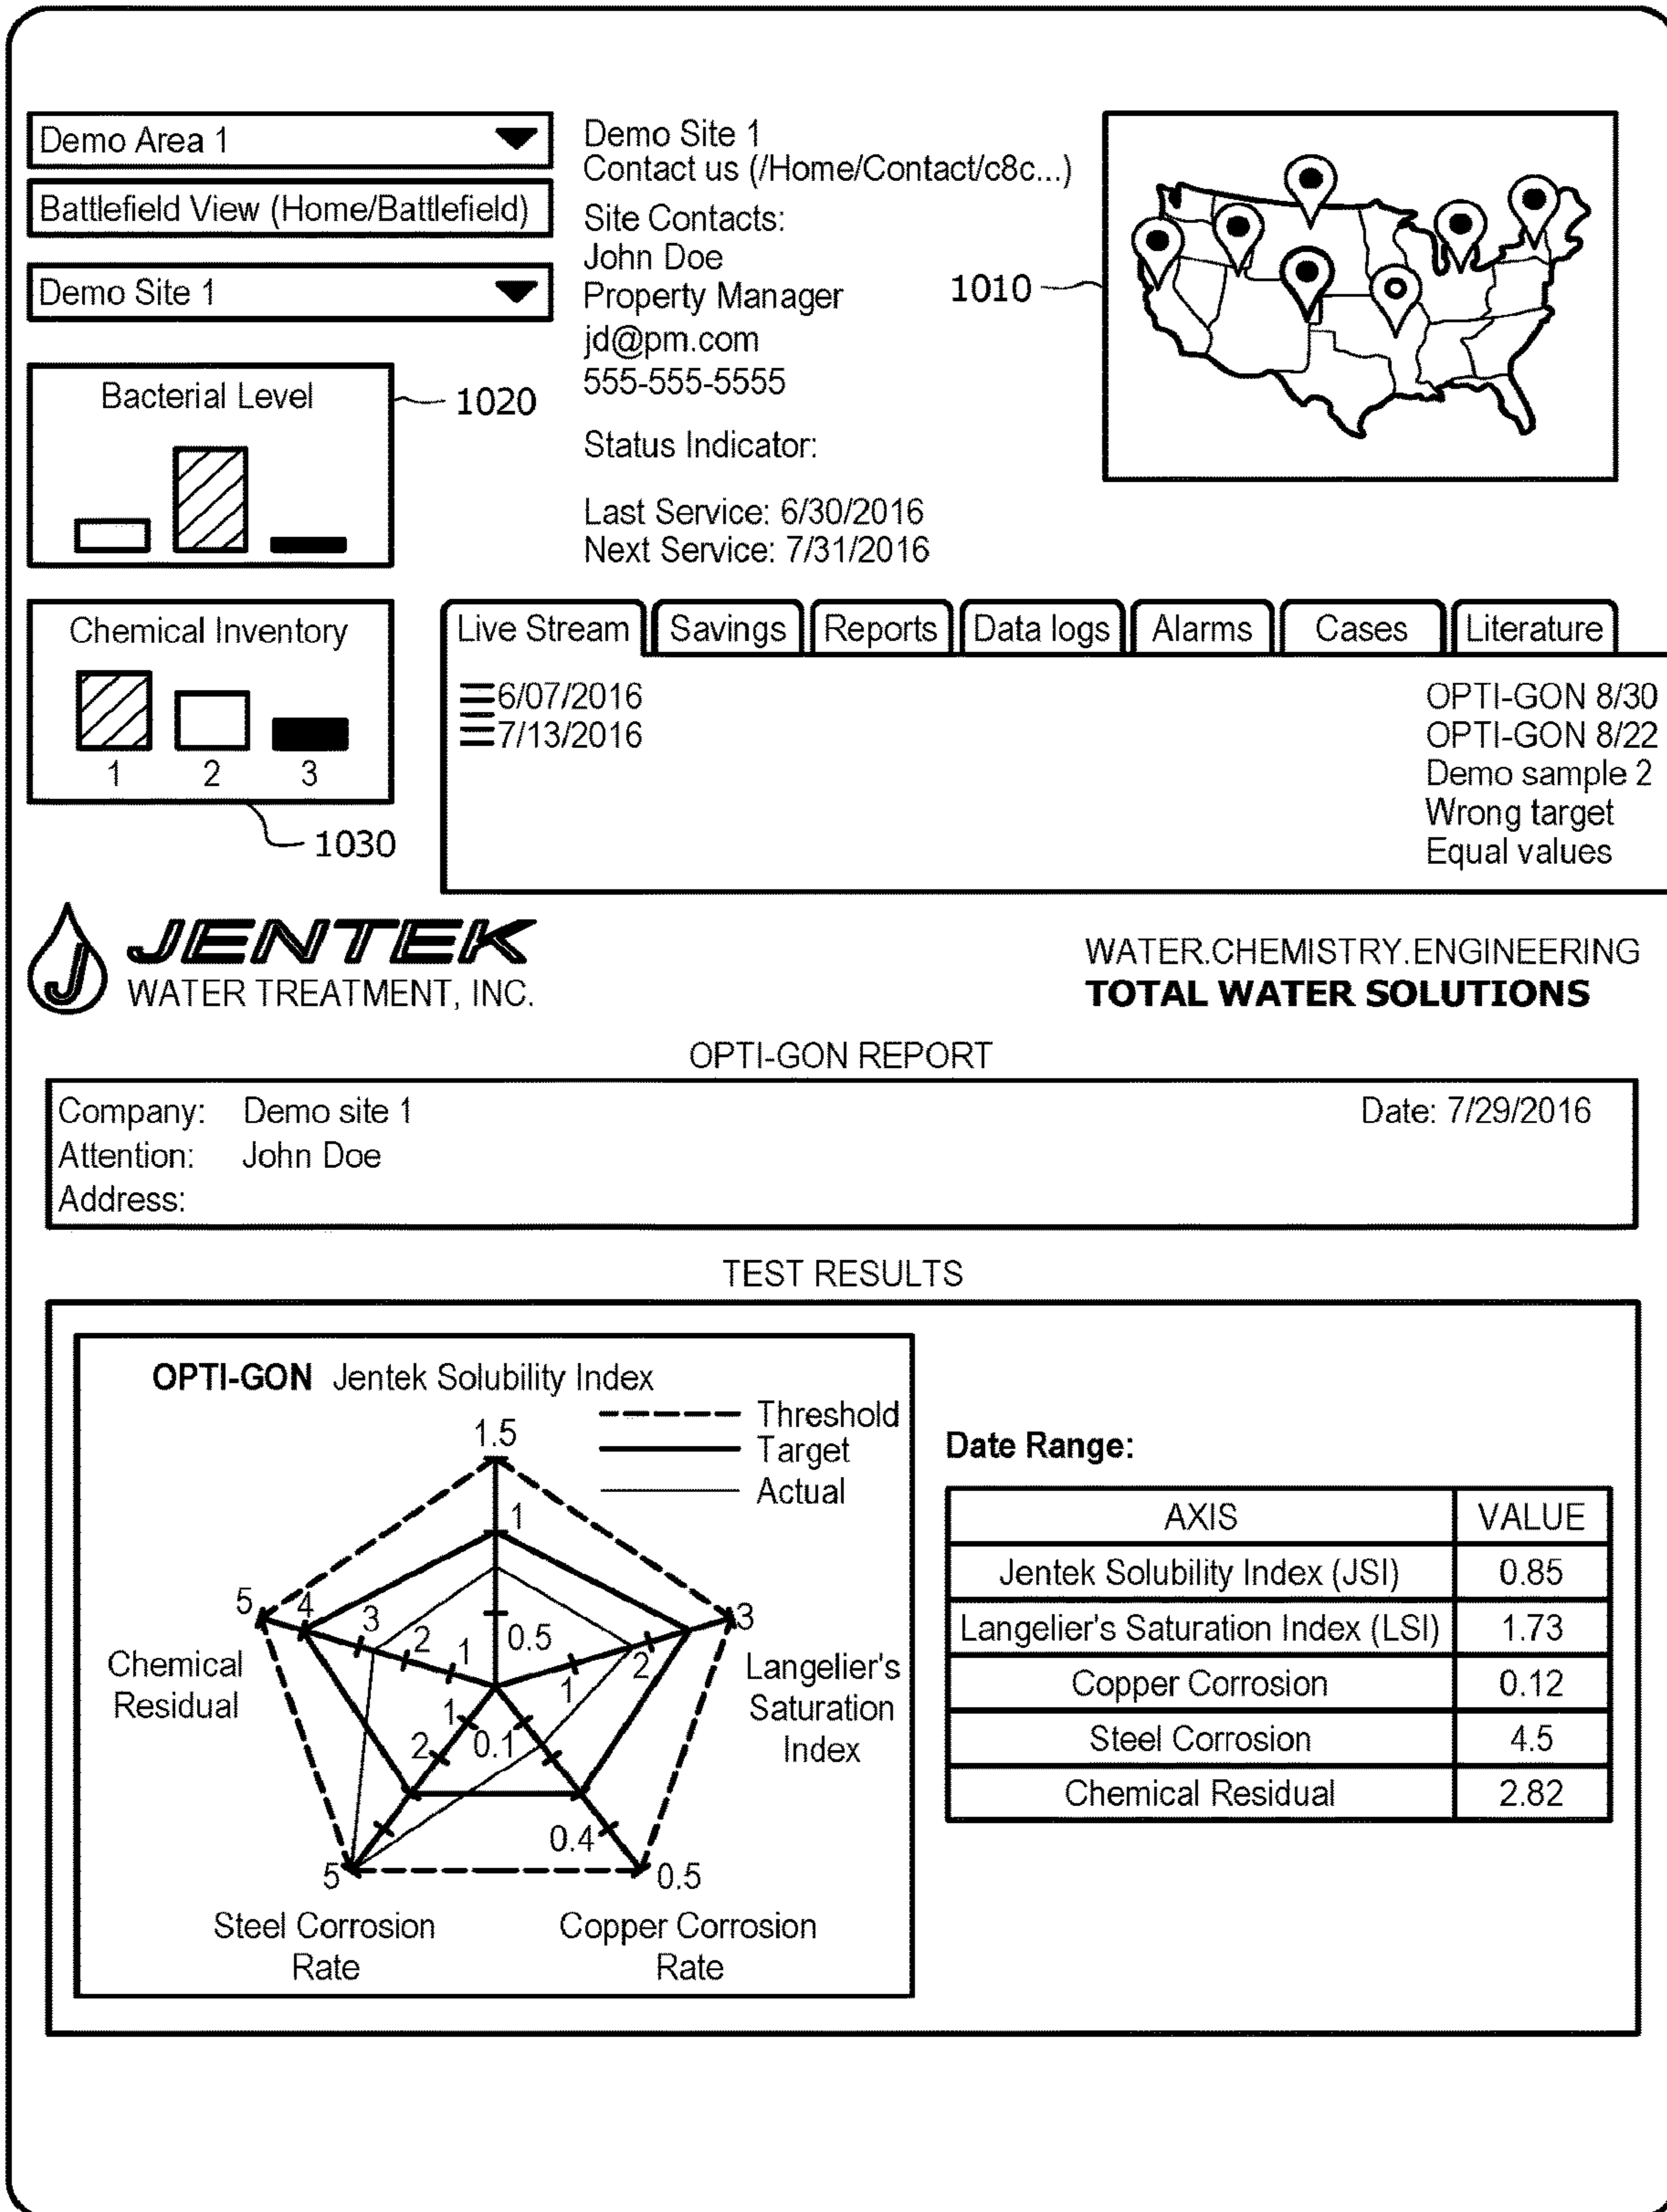 Demo Area 1
Battlefield View (Home/Battlefield)
Demo Site 1
Demo Site 1
Contact us (/Home/Contact/c8c...)
Site Contacts:
John Doe
Property Manager
jd@pm.com
555-555-5555
Status Indicator:
Last Service: 6/30/2016
Next Service: 7/31/2016
1010
Bacterial Level
1020
Chemical Inventory
1 2 3
1030
Live Stream Savings Reports Data logs Alarms Cases Literature
6/07/2016
7/13/2016
OPTI-GON 8/30
OPTI-GON 8/22
Demo sample 2
Wrong target
Equal values
J
JENTEK
WATER TREATMENT, INC.
WATER.CHEMISTRY.ENGINEERING
TOTAL WATER SOLUTIONS
OPTI-GON REPORT
Company: Demo site 1 Date: 7/29/2016
Attention: John Doe
Address:
TEST RESULTS
OPTI-GON Jentek Solubility Index
Threshold
Target
Actual
1.5
1
0.5
3
2
1
Langelier's
Saturation
Index
0.1
0.4
0.5
Copper Corrosion
Rate
1
2
5
Steel Corrosion
Rate
5 4 3 2 1
Chemical
Residual
Date Range:
AXIS VALUE
Jentek Solubility Index (JSI) 0.85
Langelier's Saturation Index (LSI) 1.73
Copper Corrosion 0.12
Steel Corrosion 4.5
Chemical Residual 2.82